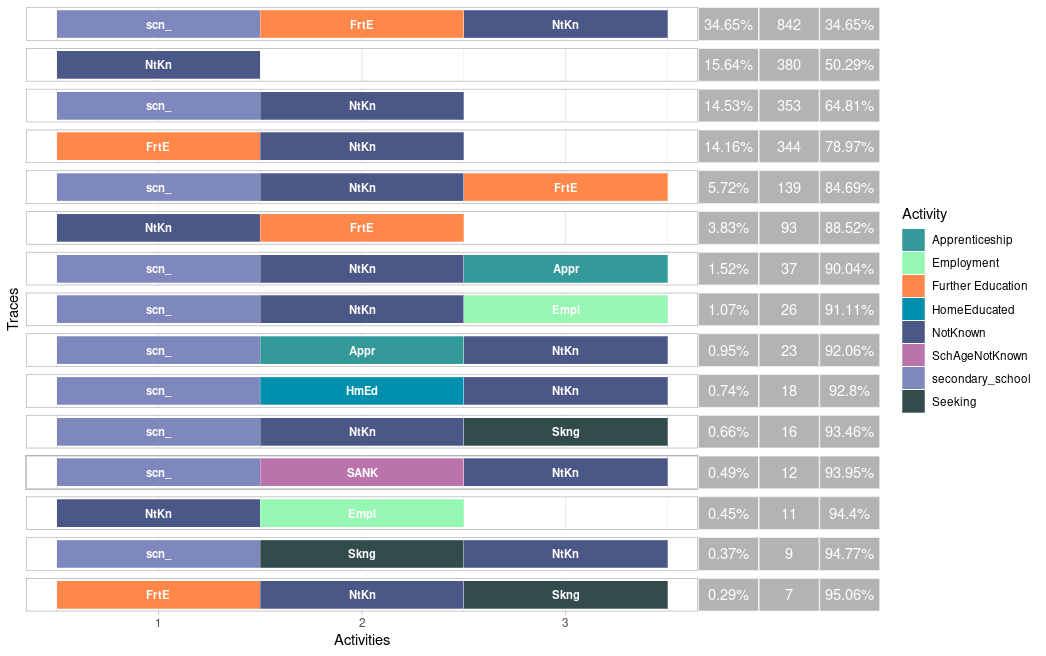 scn_ FrtE NtKn 34.65% 842 34.65%
NtKn 15.64% 380 50.29%
scn_ NtKn 14.53% 353 64.81%
FrtE NtKn 14.16% 344 78.97%
scn_ NtKn FrtE 5.72% 139 84.69%
NtKn FrtE 3.83% 93 88.52%
scn_ NtKn Appr 1.52% 37 90.04%
scn_ NtKn Empl 1.07% 26 91.11%
scn_ Appr NtKn 0.95% 23 92.06%
scn_ HmEd NtKn 0.74% 18 92.8%
scn_ NtKn Skng 0.66% 16 93.46%
scn_ SANK NtKn 0.49% 12 93.95%
NtKn Empl 0.45% 11 94.4%
scn_ Skng NtKn 0.37% 9 94.77%
FrtE NtKn Skng 0.29% 7 95.06%
1 2 3
Activities
Traces
Activity
Apprenticeship
Employment
Further Education
HomeEducated
NotKnown
SchAgeNotKnown
secondary_school
Seeking